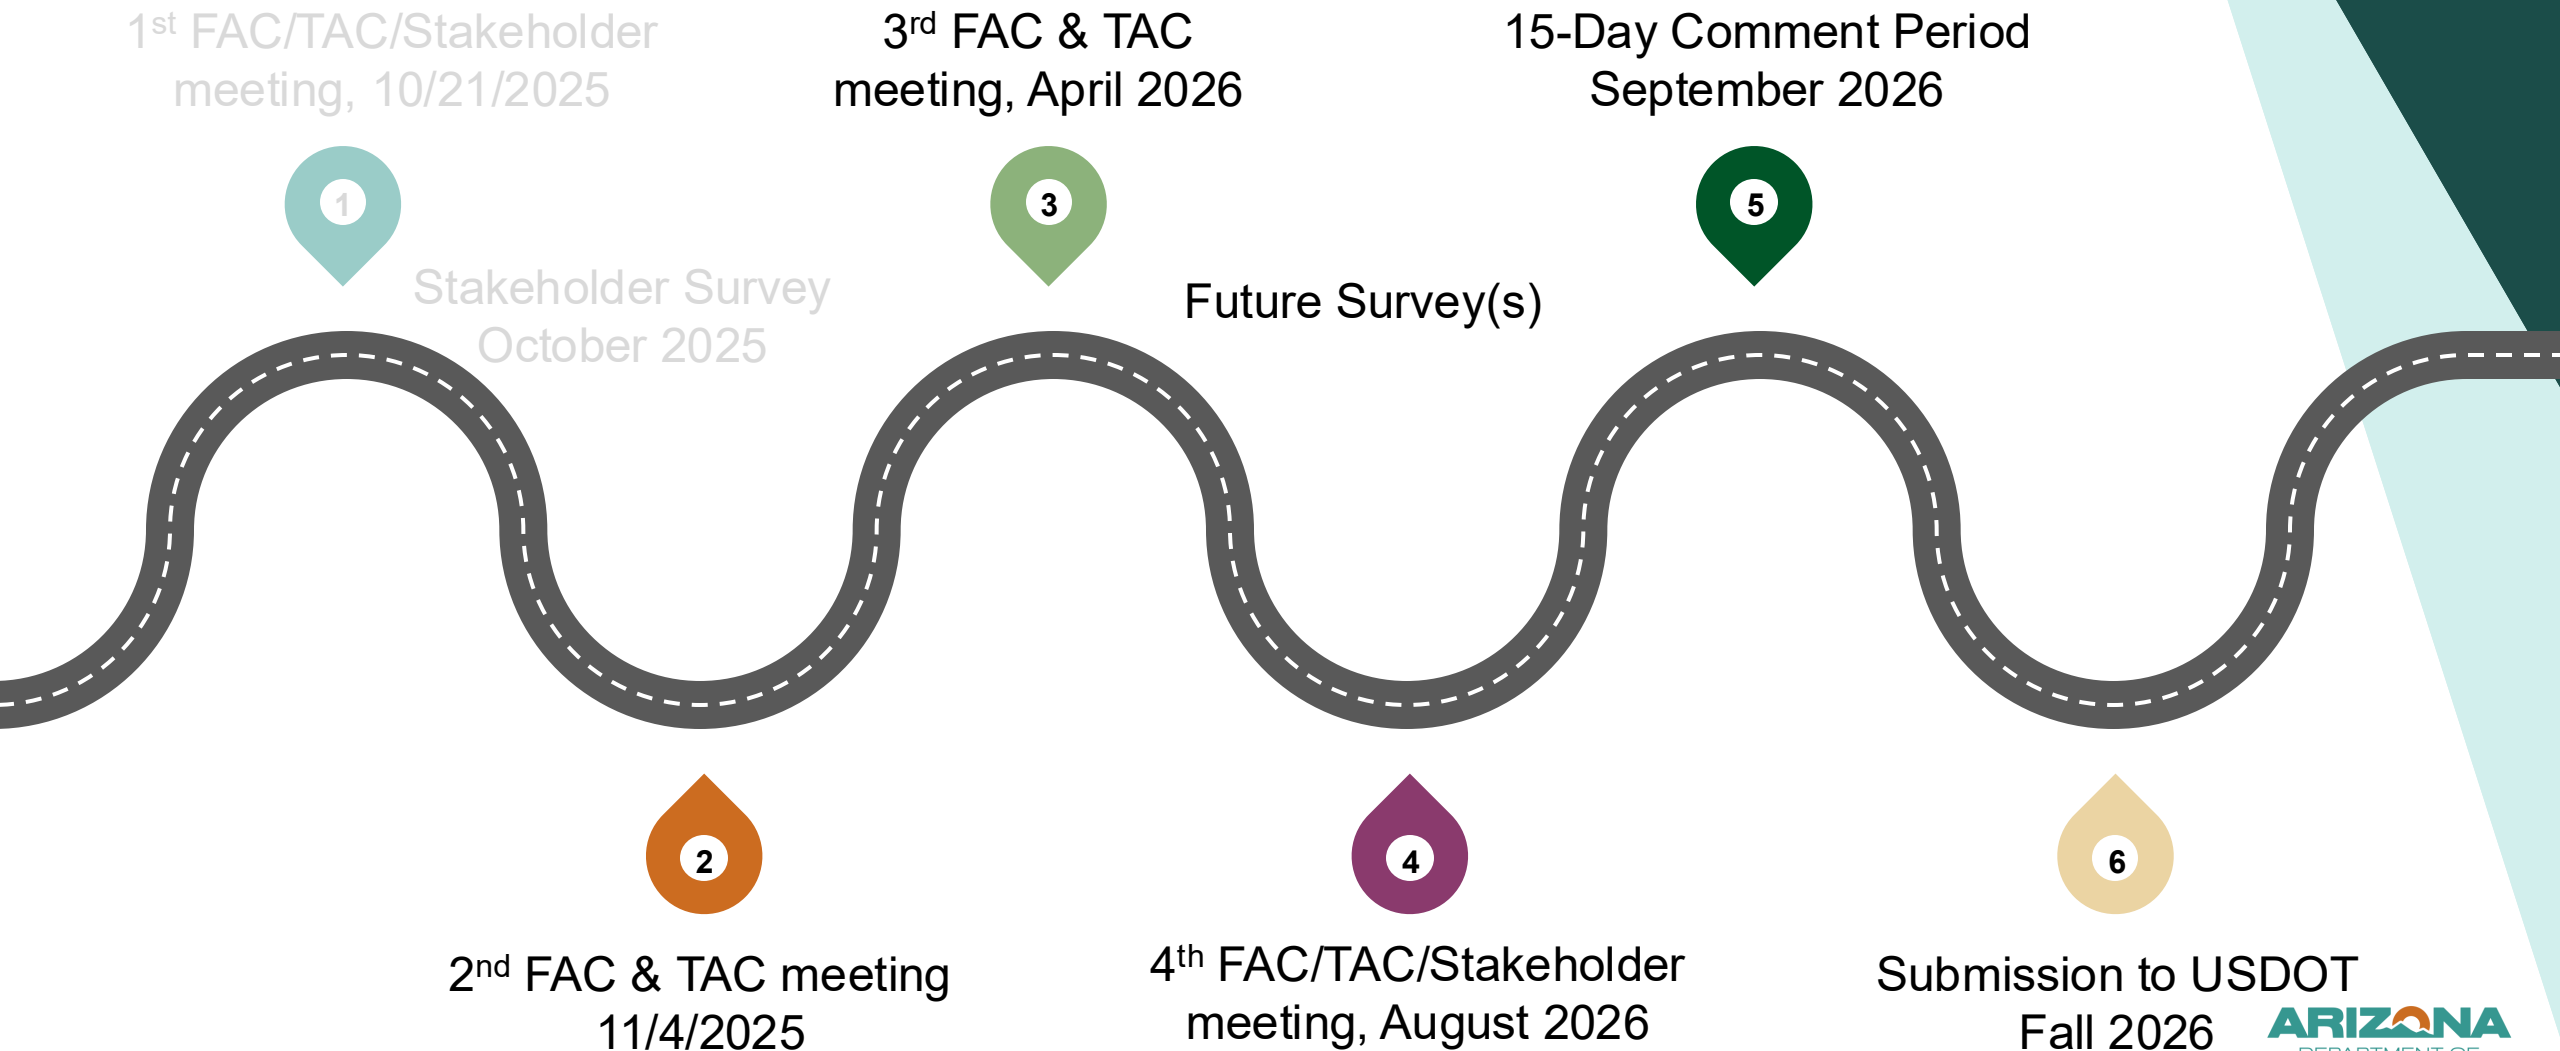 1st FAC/TAC/Stakeholder
meeting, 10/21/2025
1
Stakeholder Survey
October 2025
2
2nd FAC & TAC meeting
11/4/2025
3rd FAC & TAC
meeting, April 2026
3
Future Survey(s)
4
4th FAC/TAC/Stakeholder
meeting, August 2026
15-Day Comment Period
September 2026
5
6
Submission to USDOT
Fall 2026
ARIZONA
DEPARTMENT OF